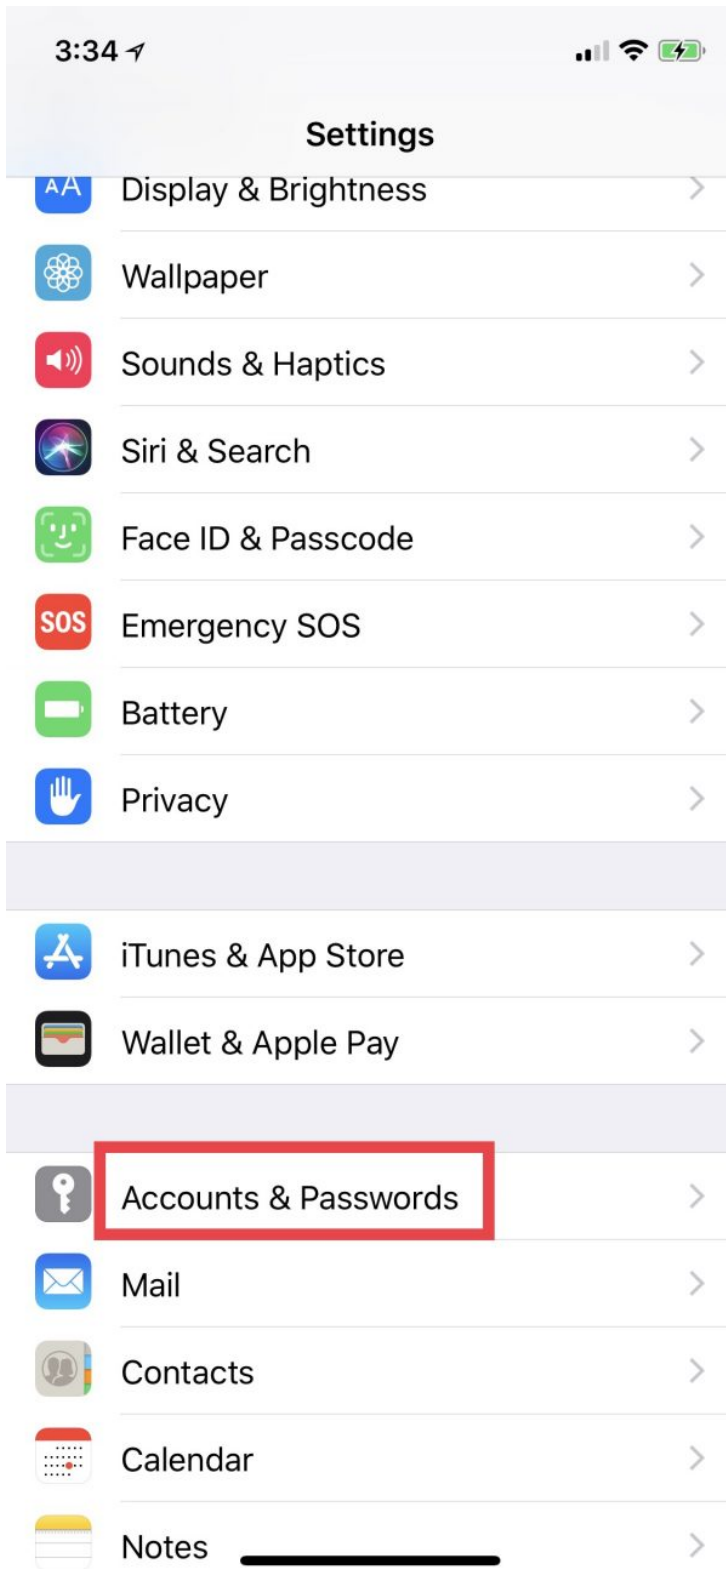 3:34
Settings
AA Display & Brightness
Wallpaper
Sounds & Haptics
Siri & Search
Face ID & Passcode
SOS Emergency SOS
Battery
Privacy
iTunes & App Store
Wallet & Apple Pay
Accounts & Passwords
Mail
Contacts
Calendar
Notes